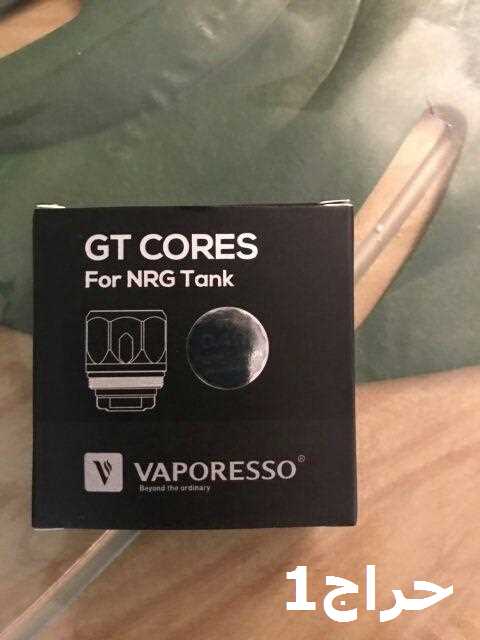 GT CORES
For NRG Tank
VAPORESSO®
Beyond the ordinary
حراج1